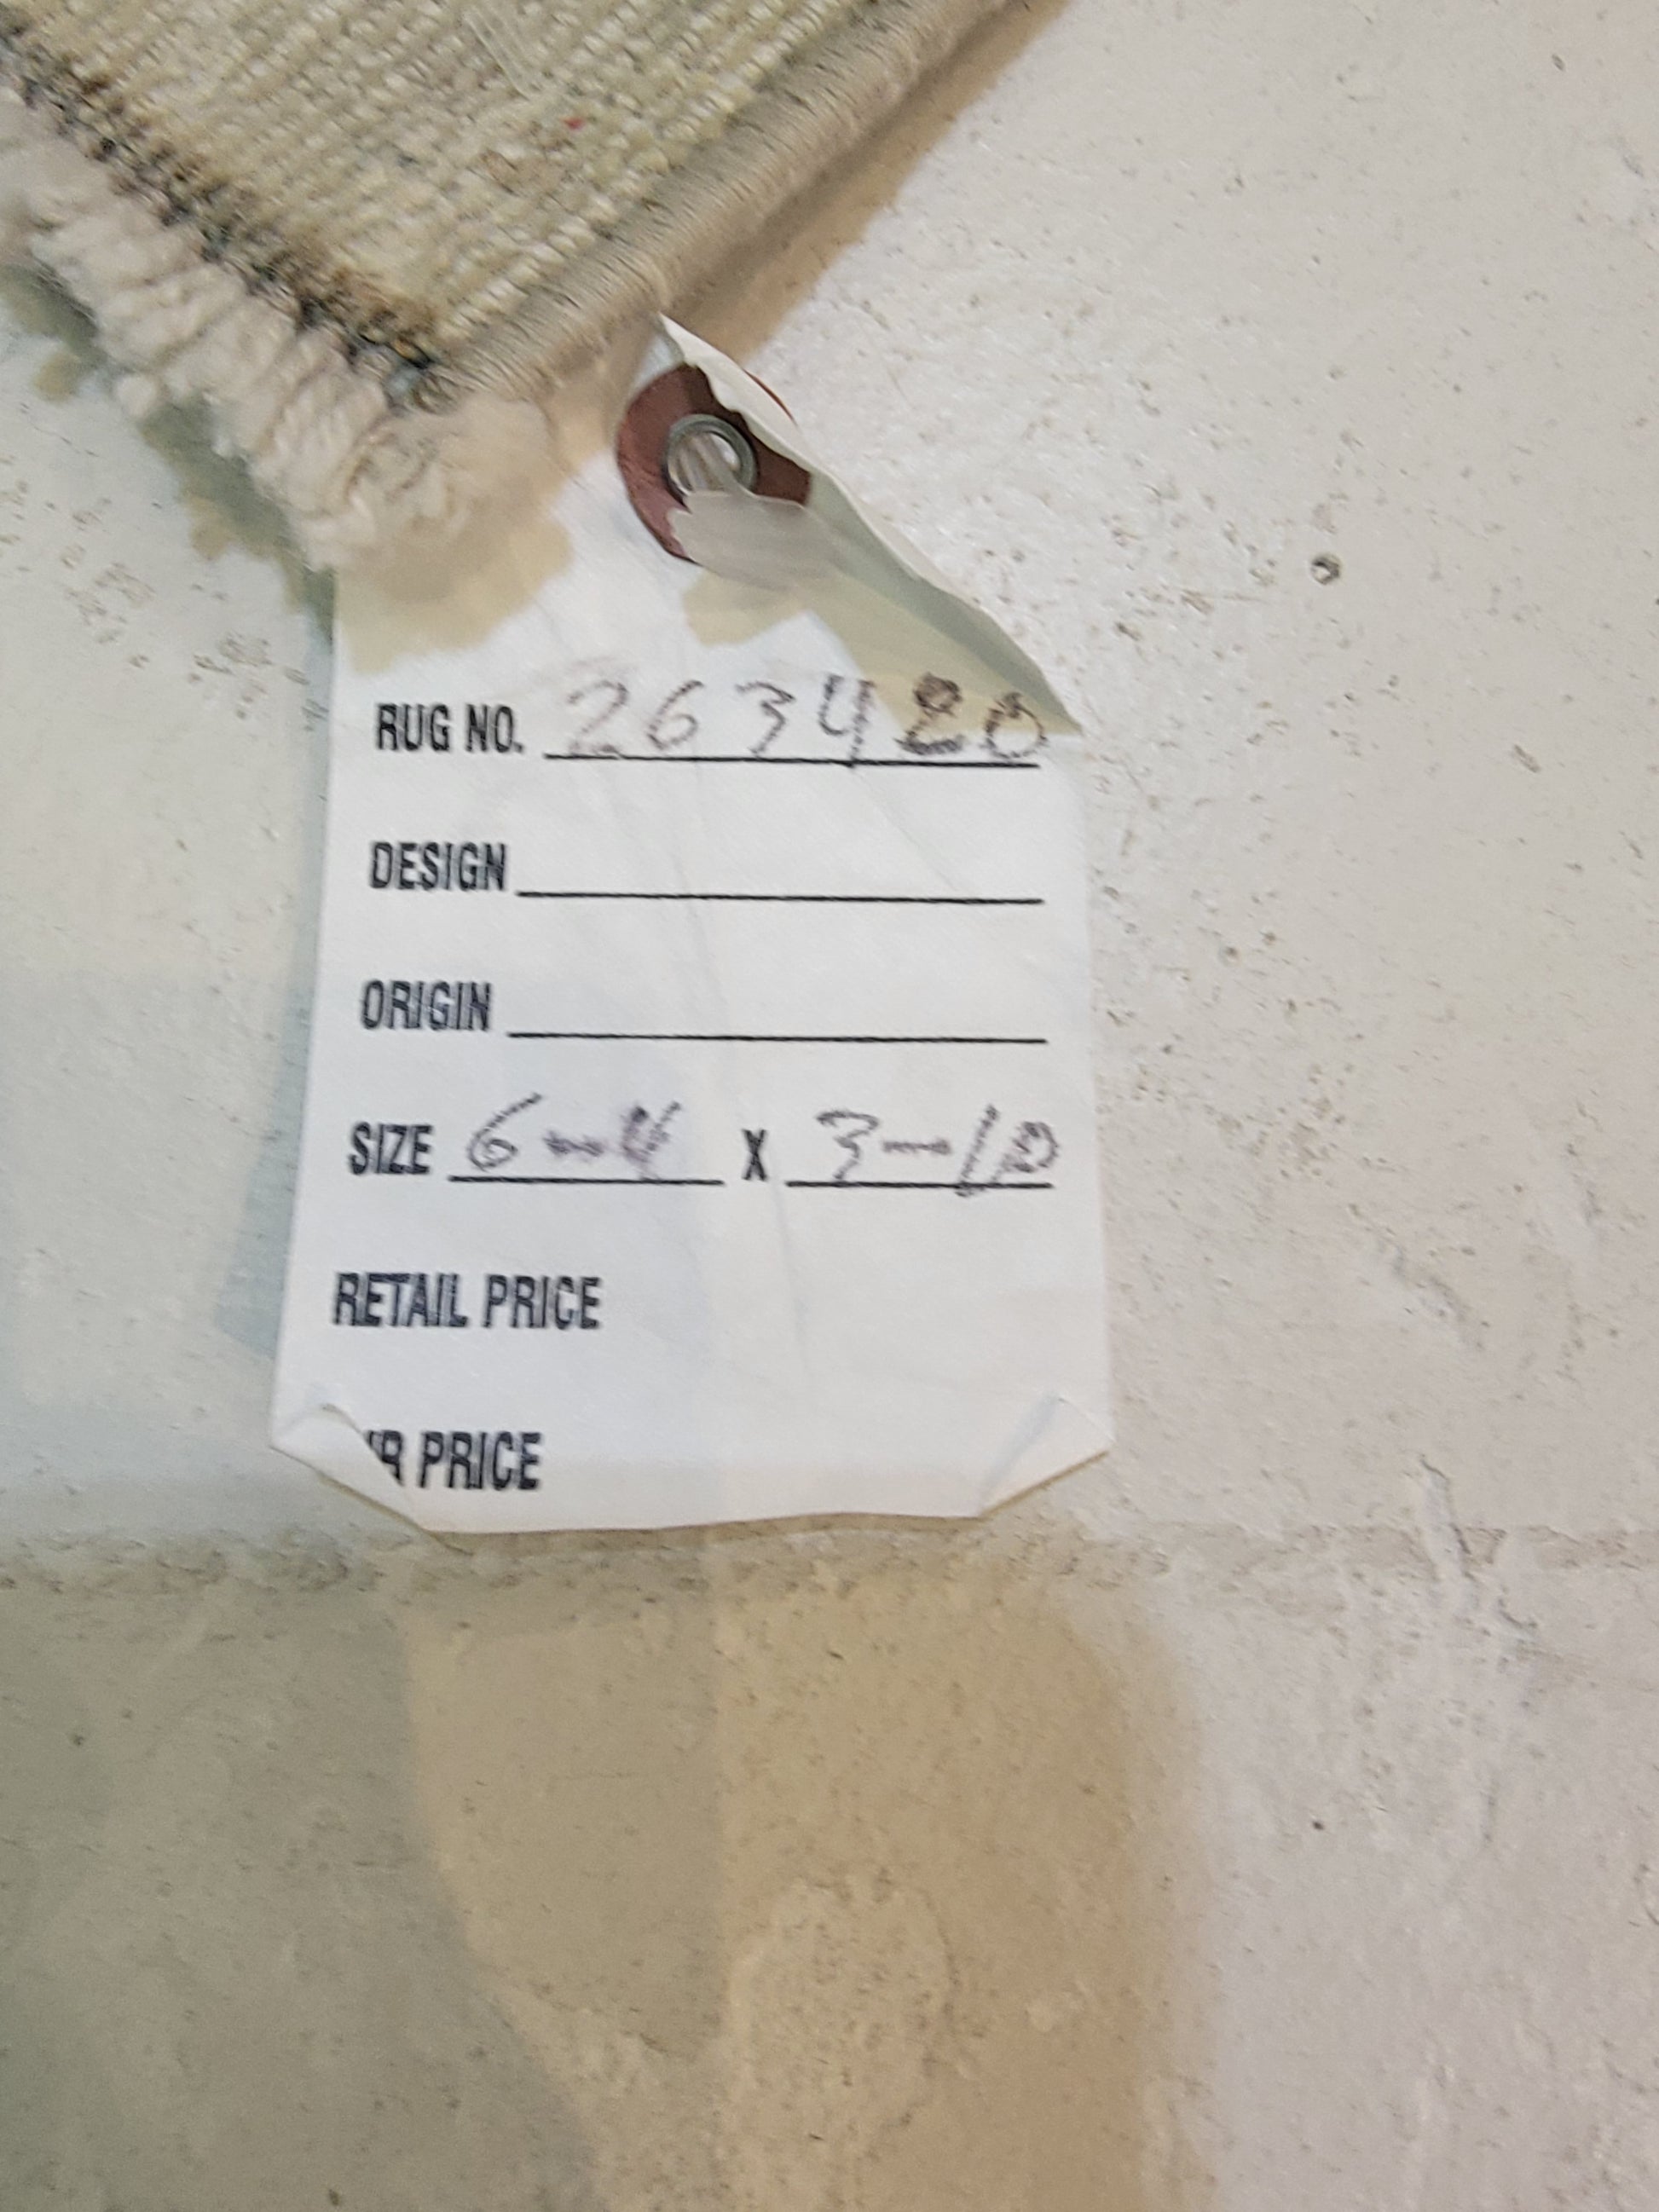 RUG NO. 263420
DESIGN
ORIGIN
SIZE 6-4 X 3-10
RETAIL PRICE
PRICE